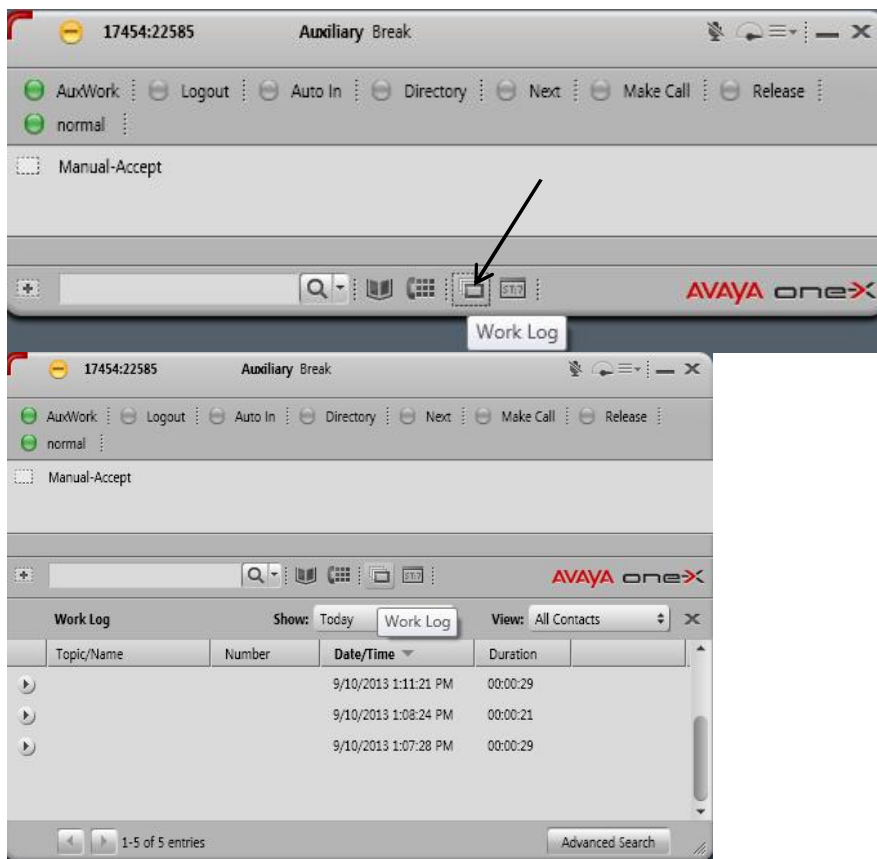 17454:22585 Auxiliary Break
AuxWork Logout Auto In Directory Next Make Call Release
normal
Manual-Accept
AVAYA one-X
Work Log
17454:22585 Auxiliary Break
AuxWork Logout Auto In Directory Next Make Call Release
normal
Manual-Accept
AVAYA one-X
Work Log Show: Today Work Log View: All Contacts
Topic/Name Number Date/Time Duration
9/10/2013 1:11:21 PM 00:00:29
9/10/2013 1:08:24 PM 00:00:21
9/10/2013 1:07:28 PM 00:00:29
1-5 of 5 entries Advanced Search